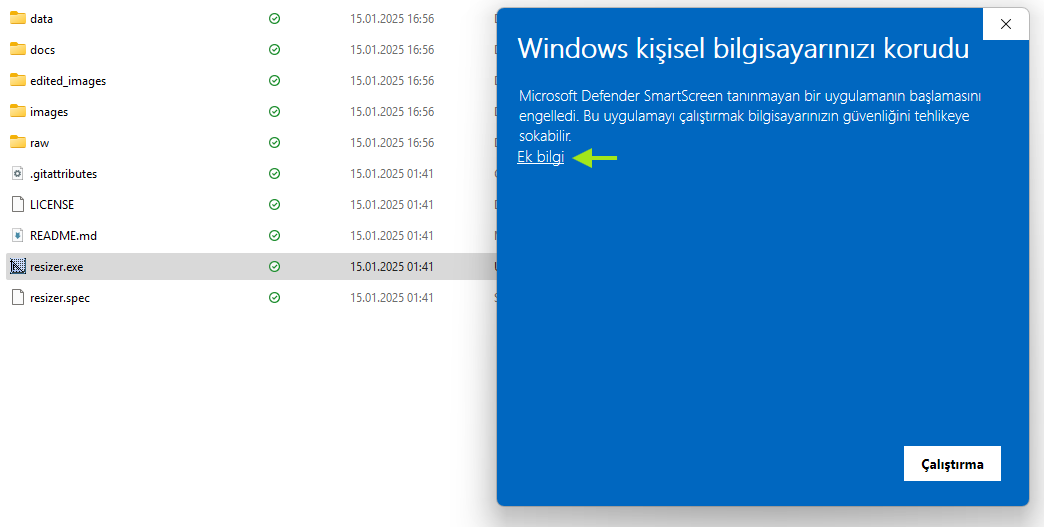 data 15.01.2025 16:56
docs 15.01.2025 16:56
edited_images 15.01.2025 16:56
images 15.01.2025 16:56
raw 15.01.2025 16:56
.gitattributes 15.01.2025 01:41
LICENSE 15.01.2025 01:41
README.md 15.01.2025 01:41
resizer.exe 15.01.2025 01:41
resizer.spec 15.01.2025 01:41
Windows kişisel bilgisayarınızı korudu
Microsoft Defender SmartScreen tanınmayan bir uygulamanın başlamasını
engelledi. Bu uygulamayı çalıştırmak bilgisayarınızın güvenliğini tehlikeye
sokabilir.
Ek bilgi
Çalıştırma